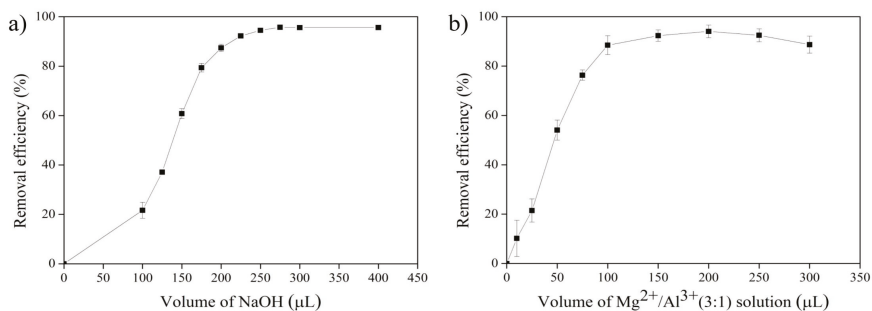 a)
100
80
60
40
20
0
Removal efficiency (%)
0 50 100 150 200 250 300 350 400 450
Volume of NaOH (μL)
b)
100
80
60
40
20
0
Removal efficiency (%)
0 50 100 150 200 250 300 350
Volume of Mg²⁺/Al³⁺(3:1) solution (μL)